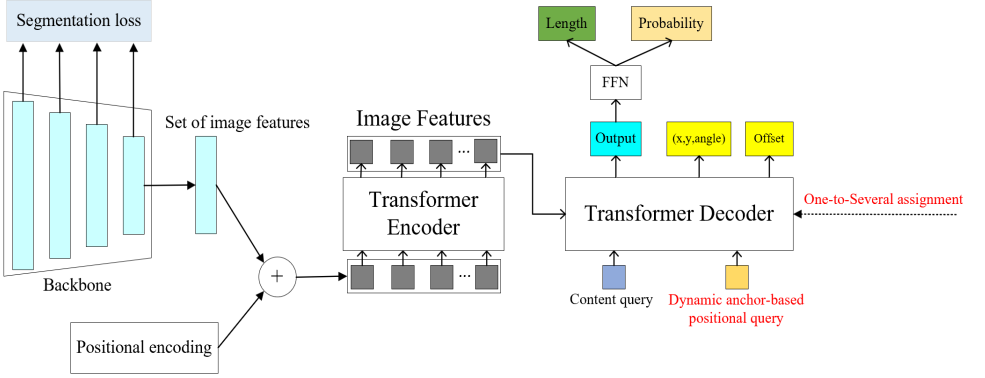 Segmentation loss
Length
Probability
FFN
Set of image features
Image Features
...
Output
(x,y,angle)
Offset
Transformer
Encoder
Transformer Decoder
One-to-Several assignment
+
...
Backbone
Content query
Dynamic anchor-based
positional query
Positional encoding